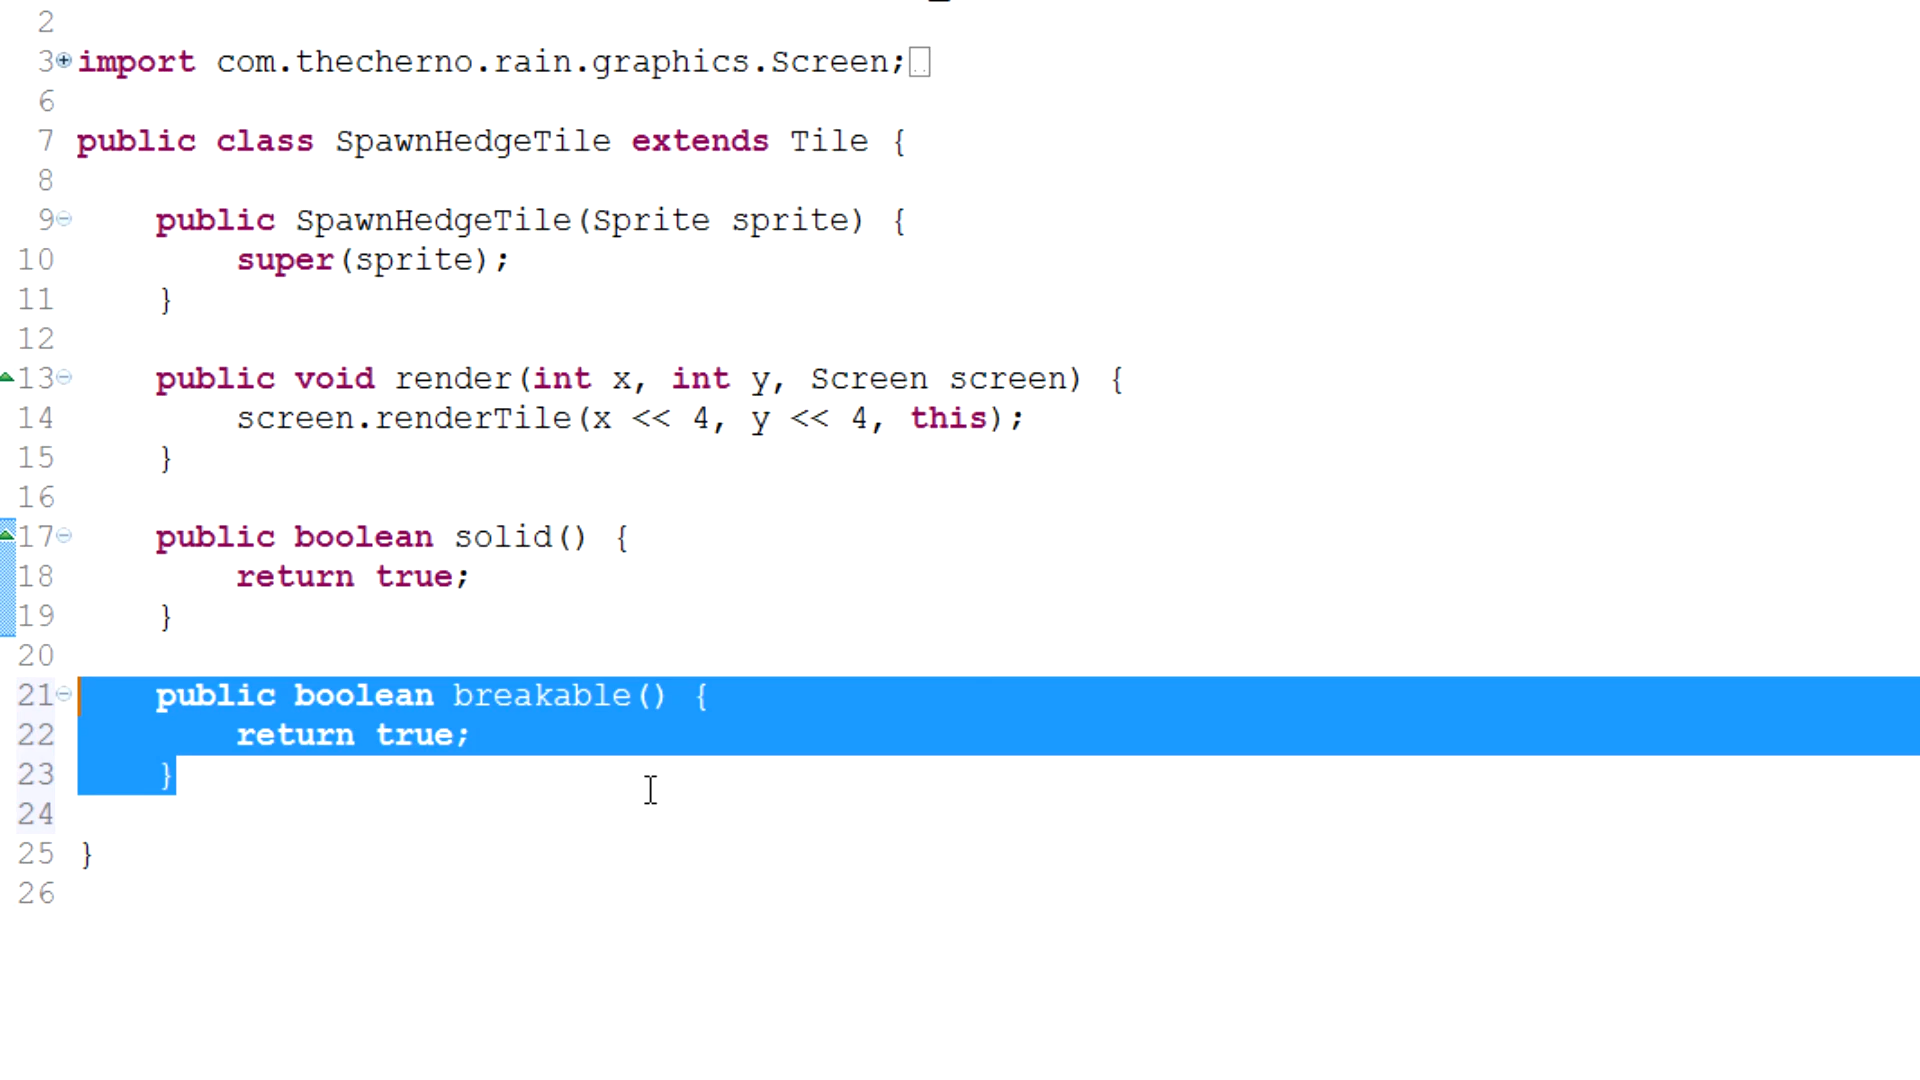 2
3 import com.thecherno.rain.graphics.Screen;
6
7 public class SpawnHedgeTile extends Tile {
8
9 public SpawnHedgeTile(Sprite sprite) {
10 super(sprite);
11 }
12
13 public void render(int x, int y, Screen screen) {
14 screen.renderTile(x << 4, y << 4, this);
15 }
16
17 public boolean solid() {
18 return true;
19 }
20
21 public boolean breakable() {
22 return true;
23 }
24
25 }
26